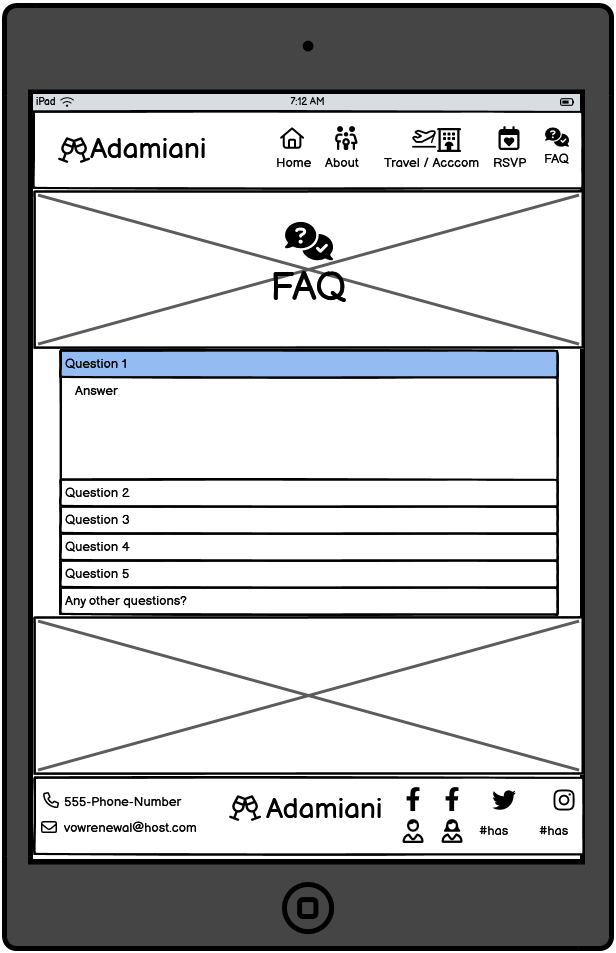 iPad 7:12 AM
Adamiani
Home About Travel / Acccom RSVP FAQ
FAQ
Question 1
Answer
Question 2
Question 3
Question 4
Question 5
Any other questions?
555-Phone-Number
vowrenewal@host.com
Adamiani
#has #has